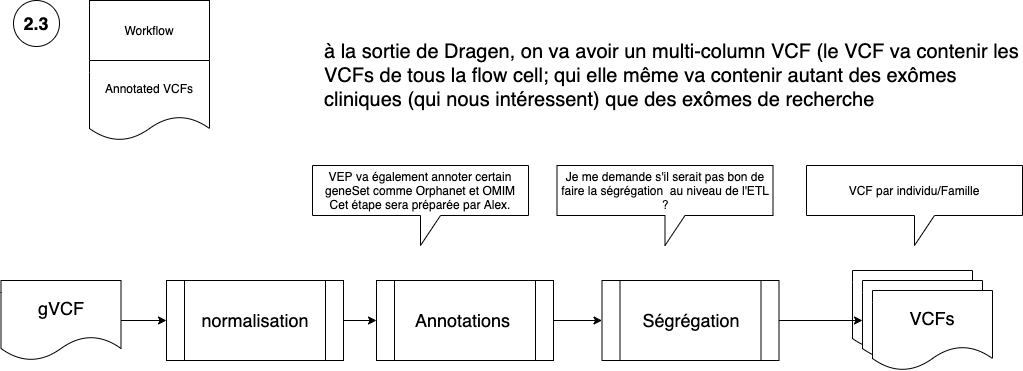 2.3
Workflow
Annotated VCFs
à la sortie de Dragen, on va avoir un multi-column VCF (le VCF va contenir les
VCFs de tous la flow cell; qui elle même va contenir autant des exômes
cliniques (qui nous intéressent) que des exômes de recherche
VEP va également annoter certain
geneSet comme Orphanet et OMIM
Cet étape sera préparée par Alex.
Je me demande s'il serait pas bon de
faire la ségrégation au niveau de l'ETL
?
VCF par individu/Famille
gVCF
normalisation
Annotations
Ségrégation
VCFs